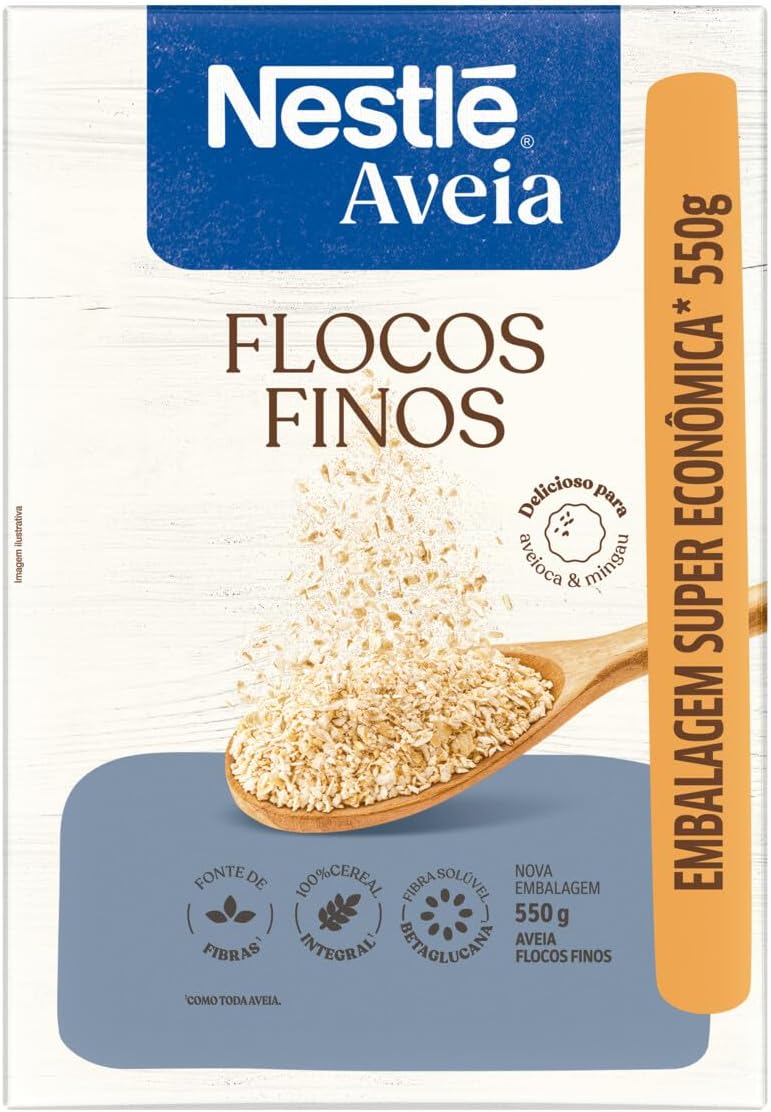 Nestlé®
Aveia
FLOCOS
FINOS
Delicioso para
aveioca & mingau
EMBALAGEM SUPER ECONÔMICA* 550g
Imagem ilustrativa
FONTE DE
FIBRAS¹
100% CEREAL
INTEGRAL¹
FIBRA SOLÚVEL
BETAGLUCANA¹
NOVA
EMBALAGEM
550 g
AVEIA
FLOCOS FINOS
¹COMO TODA AVEIA.